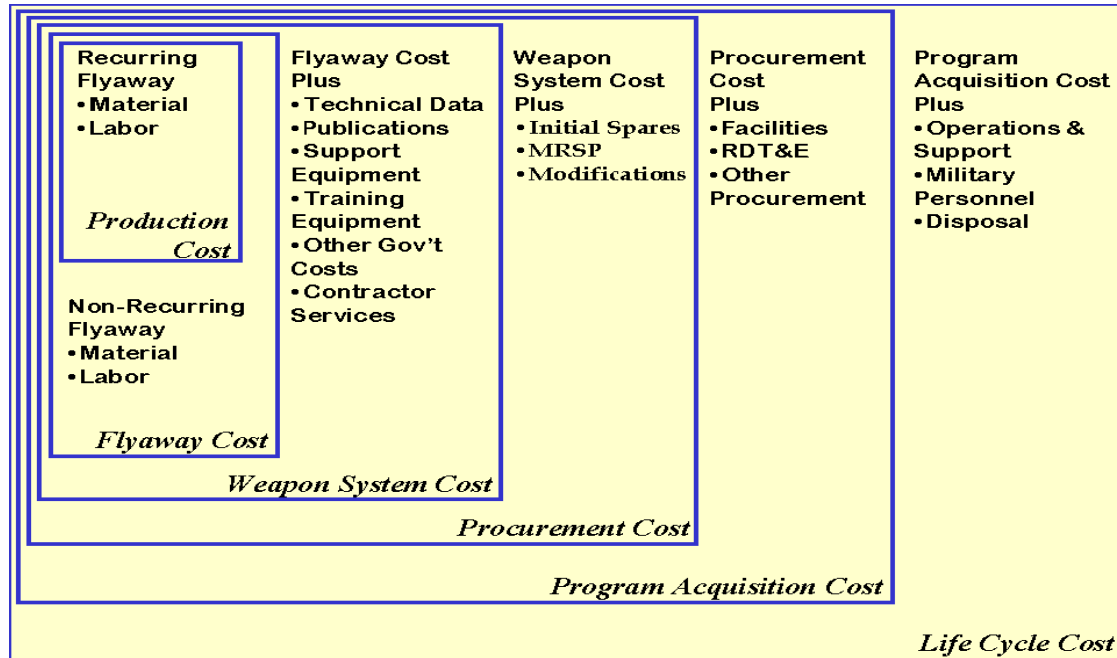 Recurring
Flyaway
•Material
•Labor
Production
Cost
Non-Recurring
Flyaway
•Material
•Labor
Flyaway Cost
Flyaway Cost
Plus
•Technical Data
•Publications
•Support
Equipment
•Training
Equipment
•Other Gov't
Costs
•Contractor
Services
Weapon System Cost
Weapon
System Cost
Plus
•Initial Spares
•MRSP
•Modifications
Procurement Cost
Procurement
Cost
Plus
•Facilities
•RDT&E
•Other
Procurement
Program Acquisition Cost
Program
Acquisition Cost
Plus
•Operations &
Support
•Military
Personnel
•Disposal
Life Cycle Cost